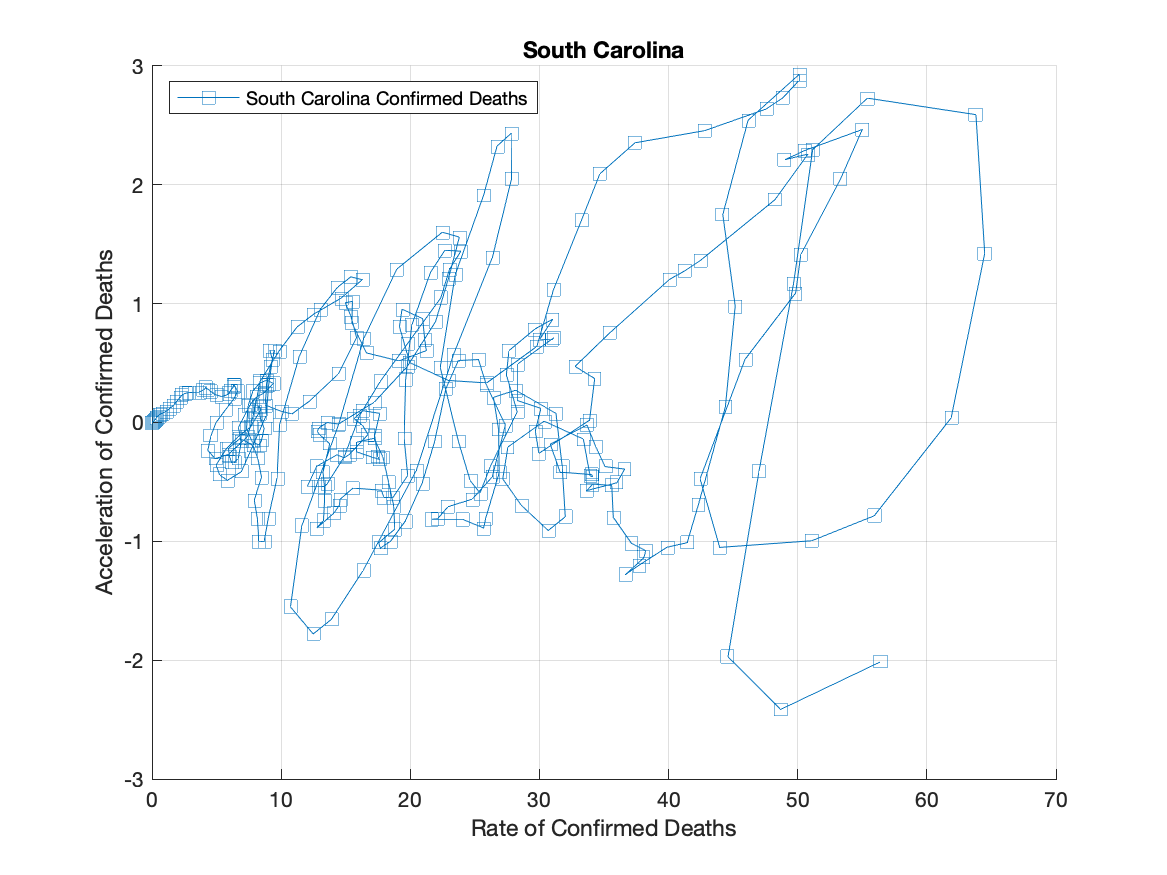 South Carolina
South Carolina Confirmed Deaths
3
2
1
0
-1
-2
-3
Acceleration of Confirmed Deaths
0 10 20 30 40 50 60 70
Rate of Confirmed Deaths